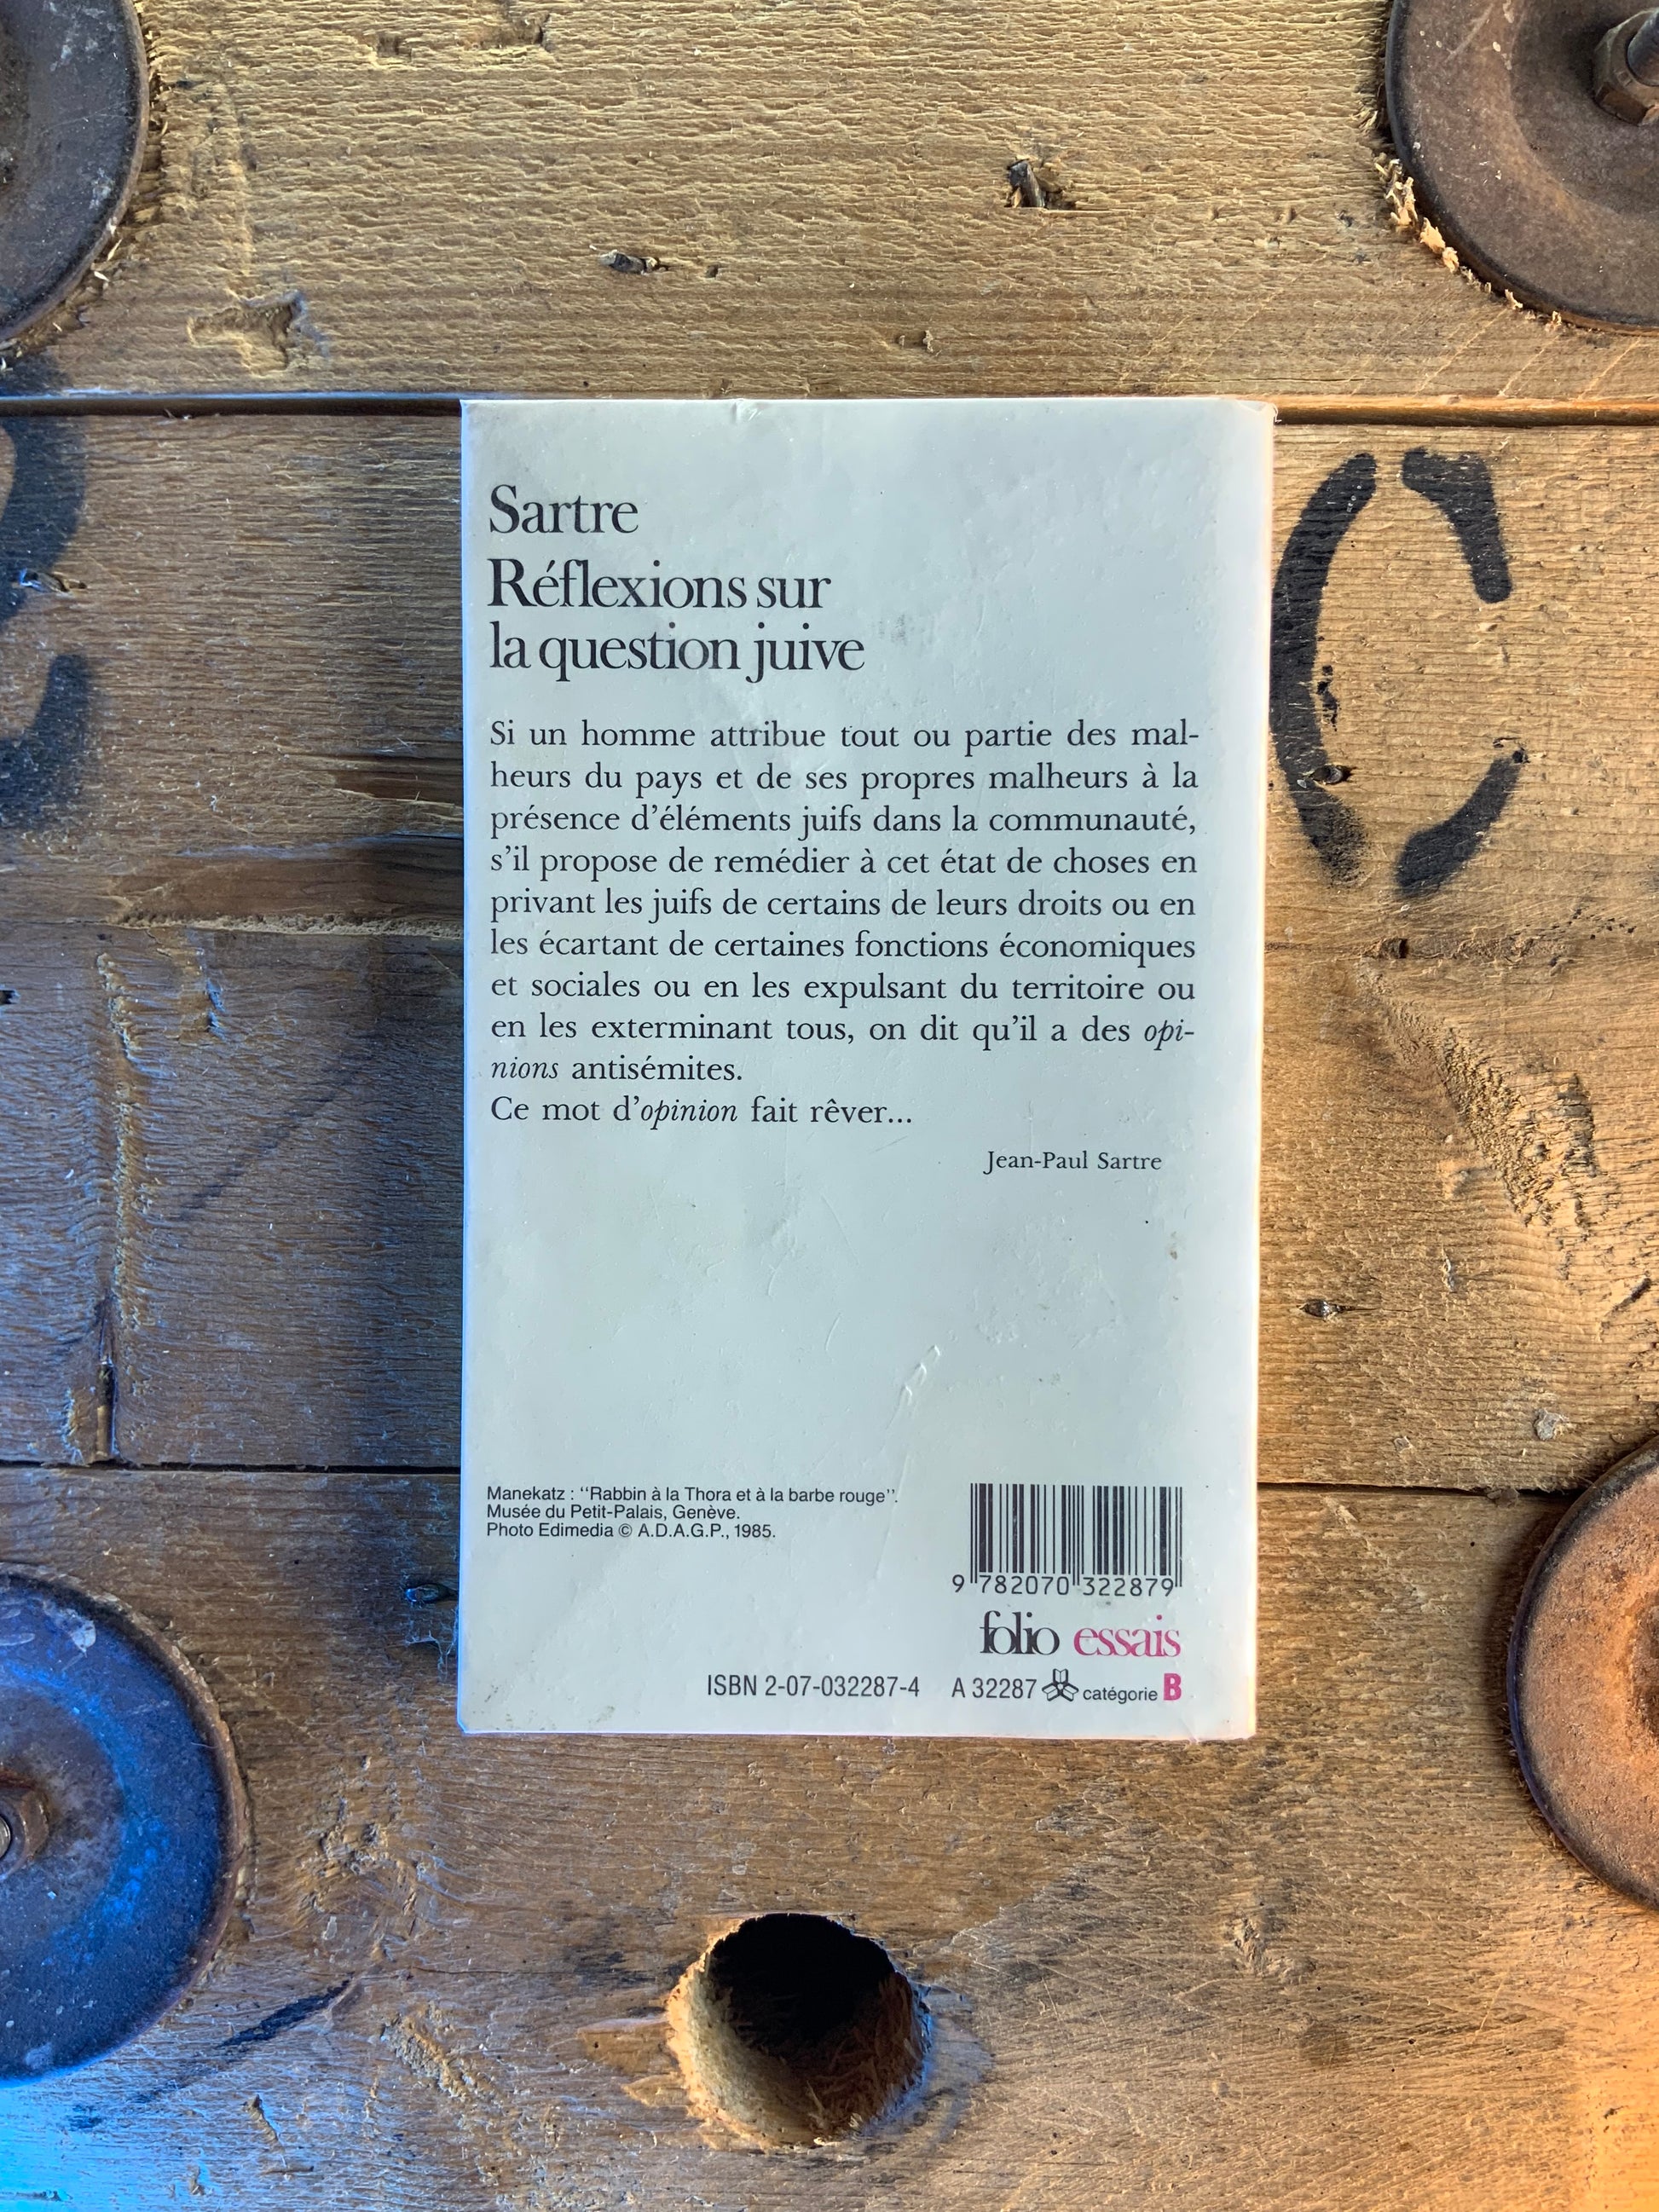 Sartre
Réflexions sur
la question juive
Si un homme attribue tout ou partie des mal-
heurs du pays et de ses propres malheurs à la
présence d'éléments juifs dans la communauté,
s'il propose de remédier à cet état de choses en
privant les juifs de certains de leurs droits ou en
les écartant de certaines fonctions économiques
et sociales ou en les expulsant du territoire ou
en les exterminant tous, on dit qu'il a des opi-
nions antisémites.
Ce mot d'opinion fait rêver...
Jean-Paul Sartre
Manekatz : ''Rabbin à la Thora et à la barbe rouge''.
Musée du Petit-Palais, Genève.
Photo Edimedia © A.D.A.G.P., 1985.
9 782070 322879
folio essais
ISBN 2-07-032287-4 A 32287 catégorie B
C